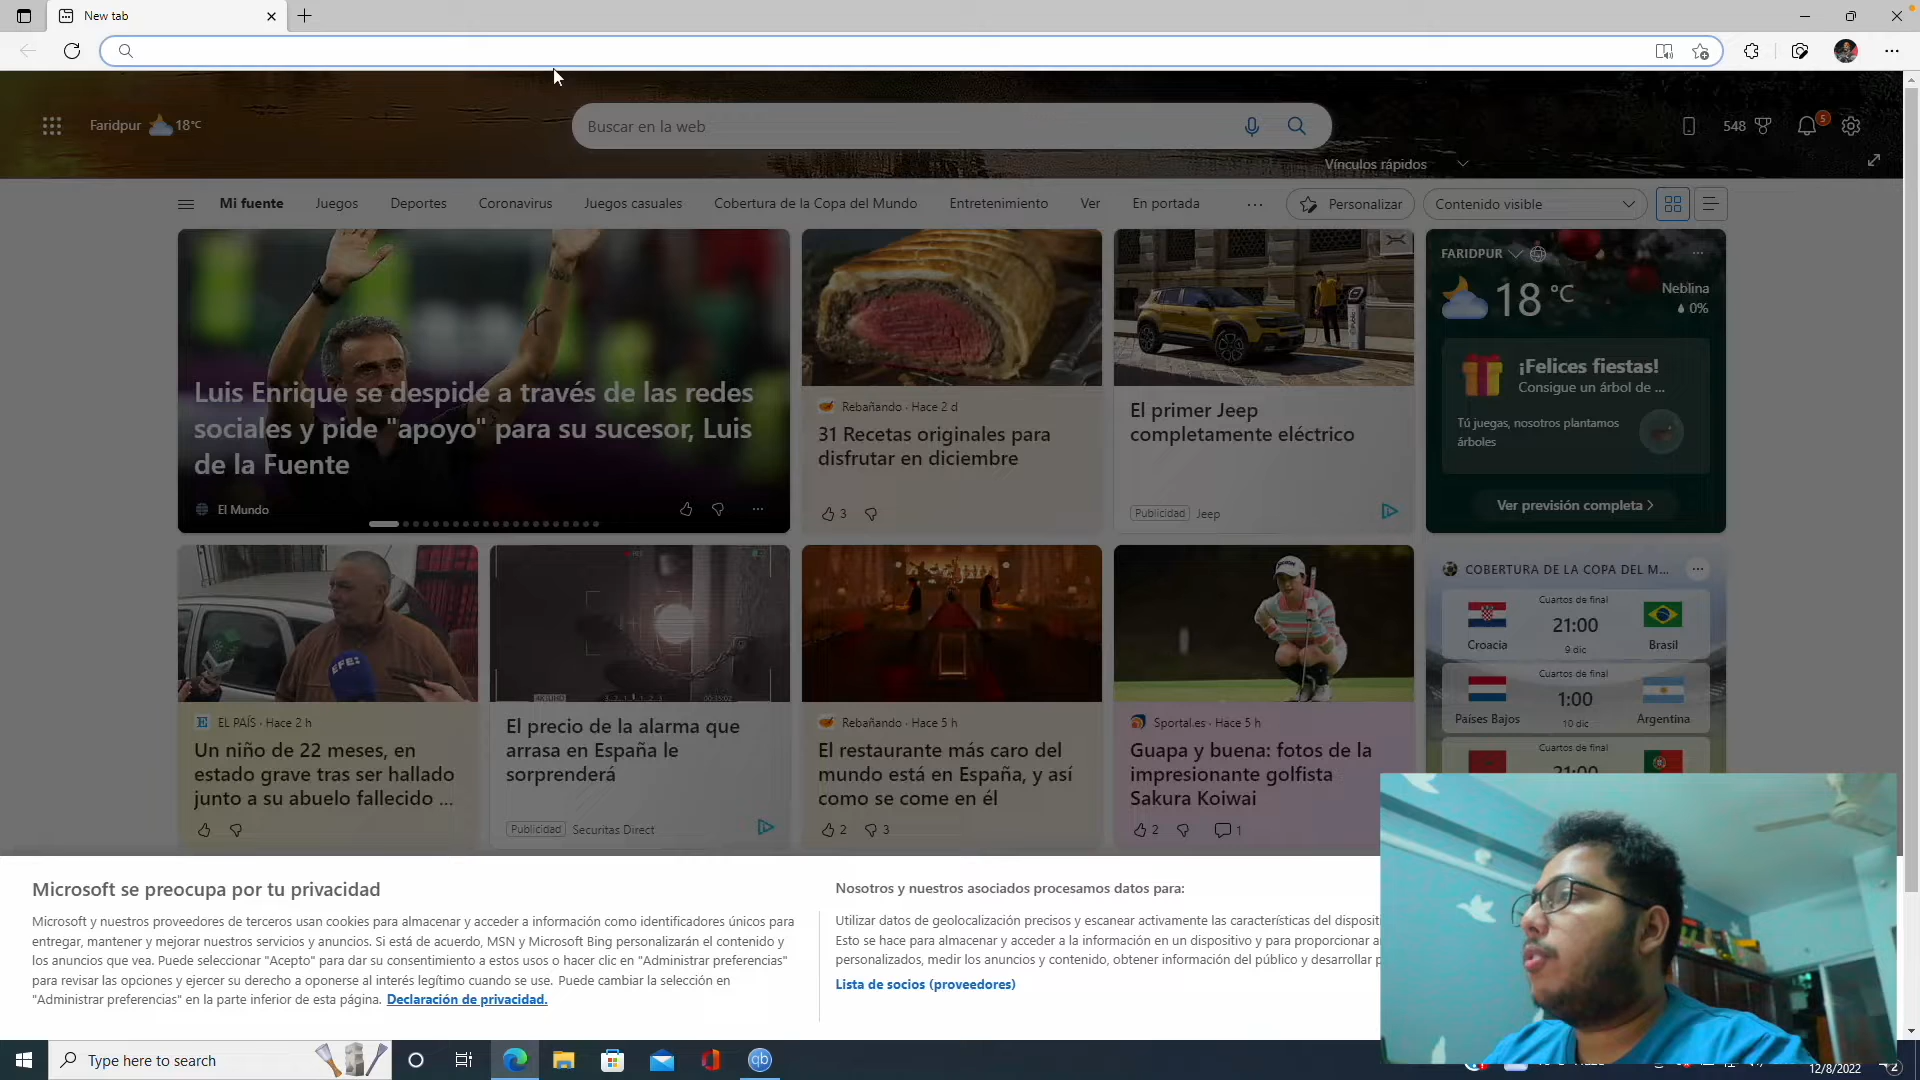 New tab
Faridpur 18°C
Buscar en la web
548
5
Vínculos rápidos
Mi fuente
Juegos
Deportes
Coronavirus
Juegos casuales
Cobertura de la Copa del Mundo
Entretenimiento
Ver
En portada
Personalizar
Contenido visible
Luis Enrique se despide a través de las redes
sociales y pide "apoyo" para su sucesor, Luis
de la Fuente
El Mundo
Rebañando · Hace 2 d
31 Recetas originales para
disfrutar en diciembre
3
El primer Jeep
completamente eléctrico
Publicidad Jeep
FARIDPUR
18 °C
Neblina
0%
¡Felices fiestas!
Consigue un árbol de ...
Tú juegas, nosotros plantamos
árboles
Ver previsión completa
EFE:
EL PAÍS · Hace 2 h
Un niño de 22 meses, en
estado grave tras ser hallado
junto a su abuelo fallecido ...
El precio de la alarma que
arrasa en España le
sorprenderá
Publicidad Securitas Direct
Rebañando · Hace 5 h
El restaurante más caro del
mundo está en España, y así
como se come en él
2 3
Sportal.es · Hace 5 h
Guapa y buena: fotos de la
impresionante golfista
Sakura Koiwai
2 1
COBERTURA DE LA COPA DEL M...
Cuartos de final
21:00
Croacia
Brasil
9 dic
Cuartos de final
1:00
Países Bajos
Argentina
10 dic
Cuartos de final
21:00
Microsoft se preocupa por tu privacidad
Microsoft y nuestros proveedores de terceros usan cookies para almacenar y acceder a información como identificadores únicos para
entregar, mantener y mejorar nuestros servicios y anuncios. Si está de acuerdo, MSN y Microsoft Bing personalizarán el contenido y
los anuncios que vea. Puede seleccionar "Acepto" para dar su consentimiento a estos usos o hacer clic en "Administrar preferencias"
para revisar las opciones y ejercer su derecho a oponerse al interés legítimo cuando se use. Puede cambiar la selección en
"Administrar preferencias" en la parte inferior de esta página. Declaración de privacidad.
Nosotros y nuestros asociados procesamos datos para:
Utilizar datos de geolocalización precisos y escanear activamente las características del disposit
Esto se hace para almacenar y acceder a la información en un dispositivo y para proporcionar a
personalizados, medir los anuncios y contenido, obtener información del público y desarrollar p
Lista de socios (proveedores)
Type here to search
qb
12/8/2022
2